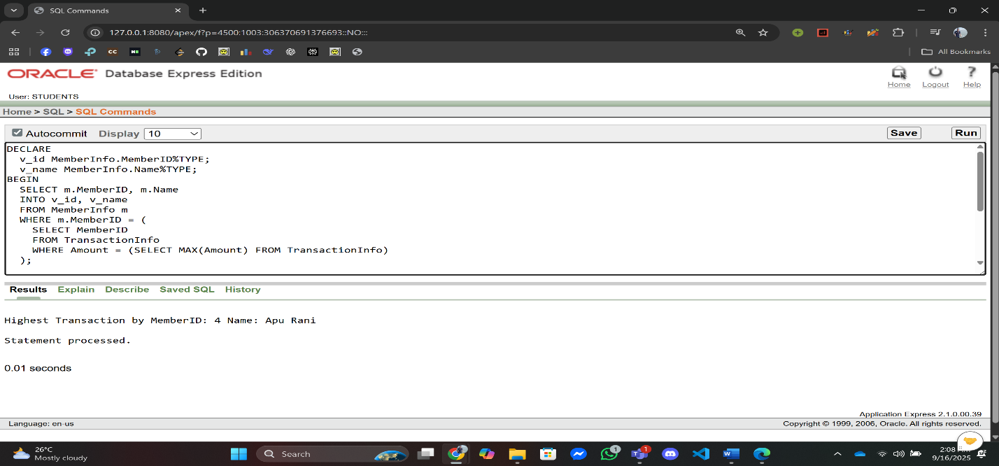 SQL Commands
127.0.0.1:8080/apex/f?p=4500:1003:306370691376693::NO:::
All Bookmarks
ORACLE Database Express Edition
Home Logout Help
User: STUDENTS
Home > SQL > SQL Commands
Autocommit Display 10 Save Run
DECLARE
v_id MemberInfo.MemberID%TYPE;
v_name MemberInfo.Name%TYPE;
BEGIN
SELECT m.MemberID, m.Name
INTO v_id, v_name
FROM MemberInfo m
WHERE m.MemberID = (
SELECT MemberID
FROM TransactionInfo
WHERE Amount = (SELECT MAX(Amount) FROM TransactionInfo)
);
Results Explain Describe Saved SQL History
Highest Transaction by MemberID: 4 Name: Apu Rani
Statement processed.
0.01 seconds
Application Express 2.1.0.00.39
Language: en-us Copyright © 1999, 2006, Oracle. All rights reserved.
26°C
Mostly cloudy
Search
1
1
2:08
9/16/2025